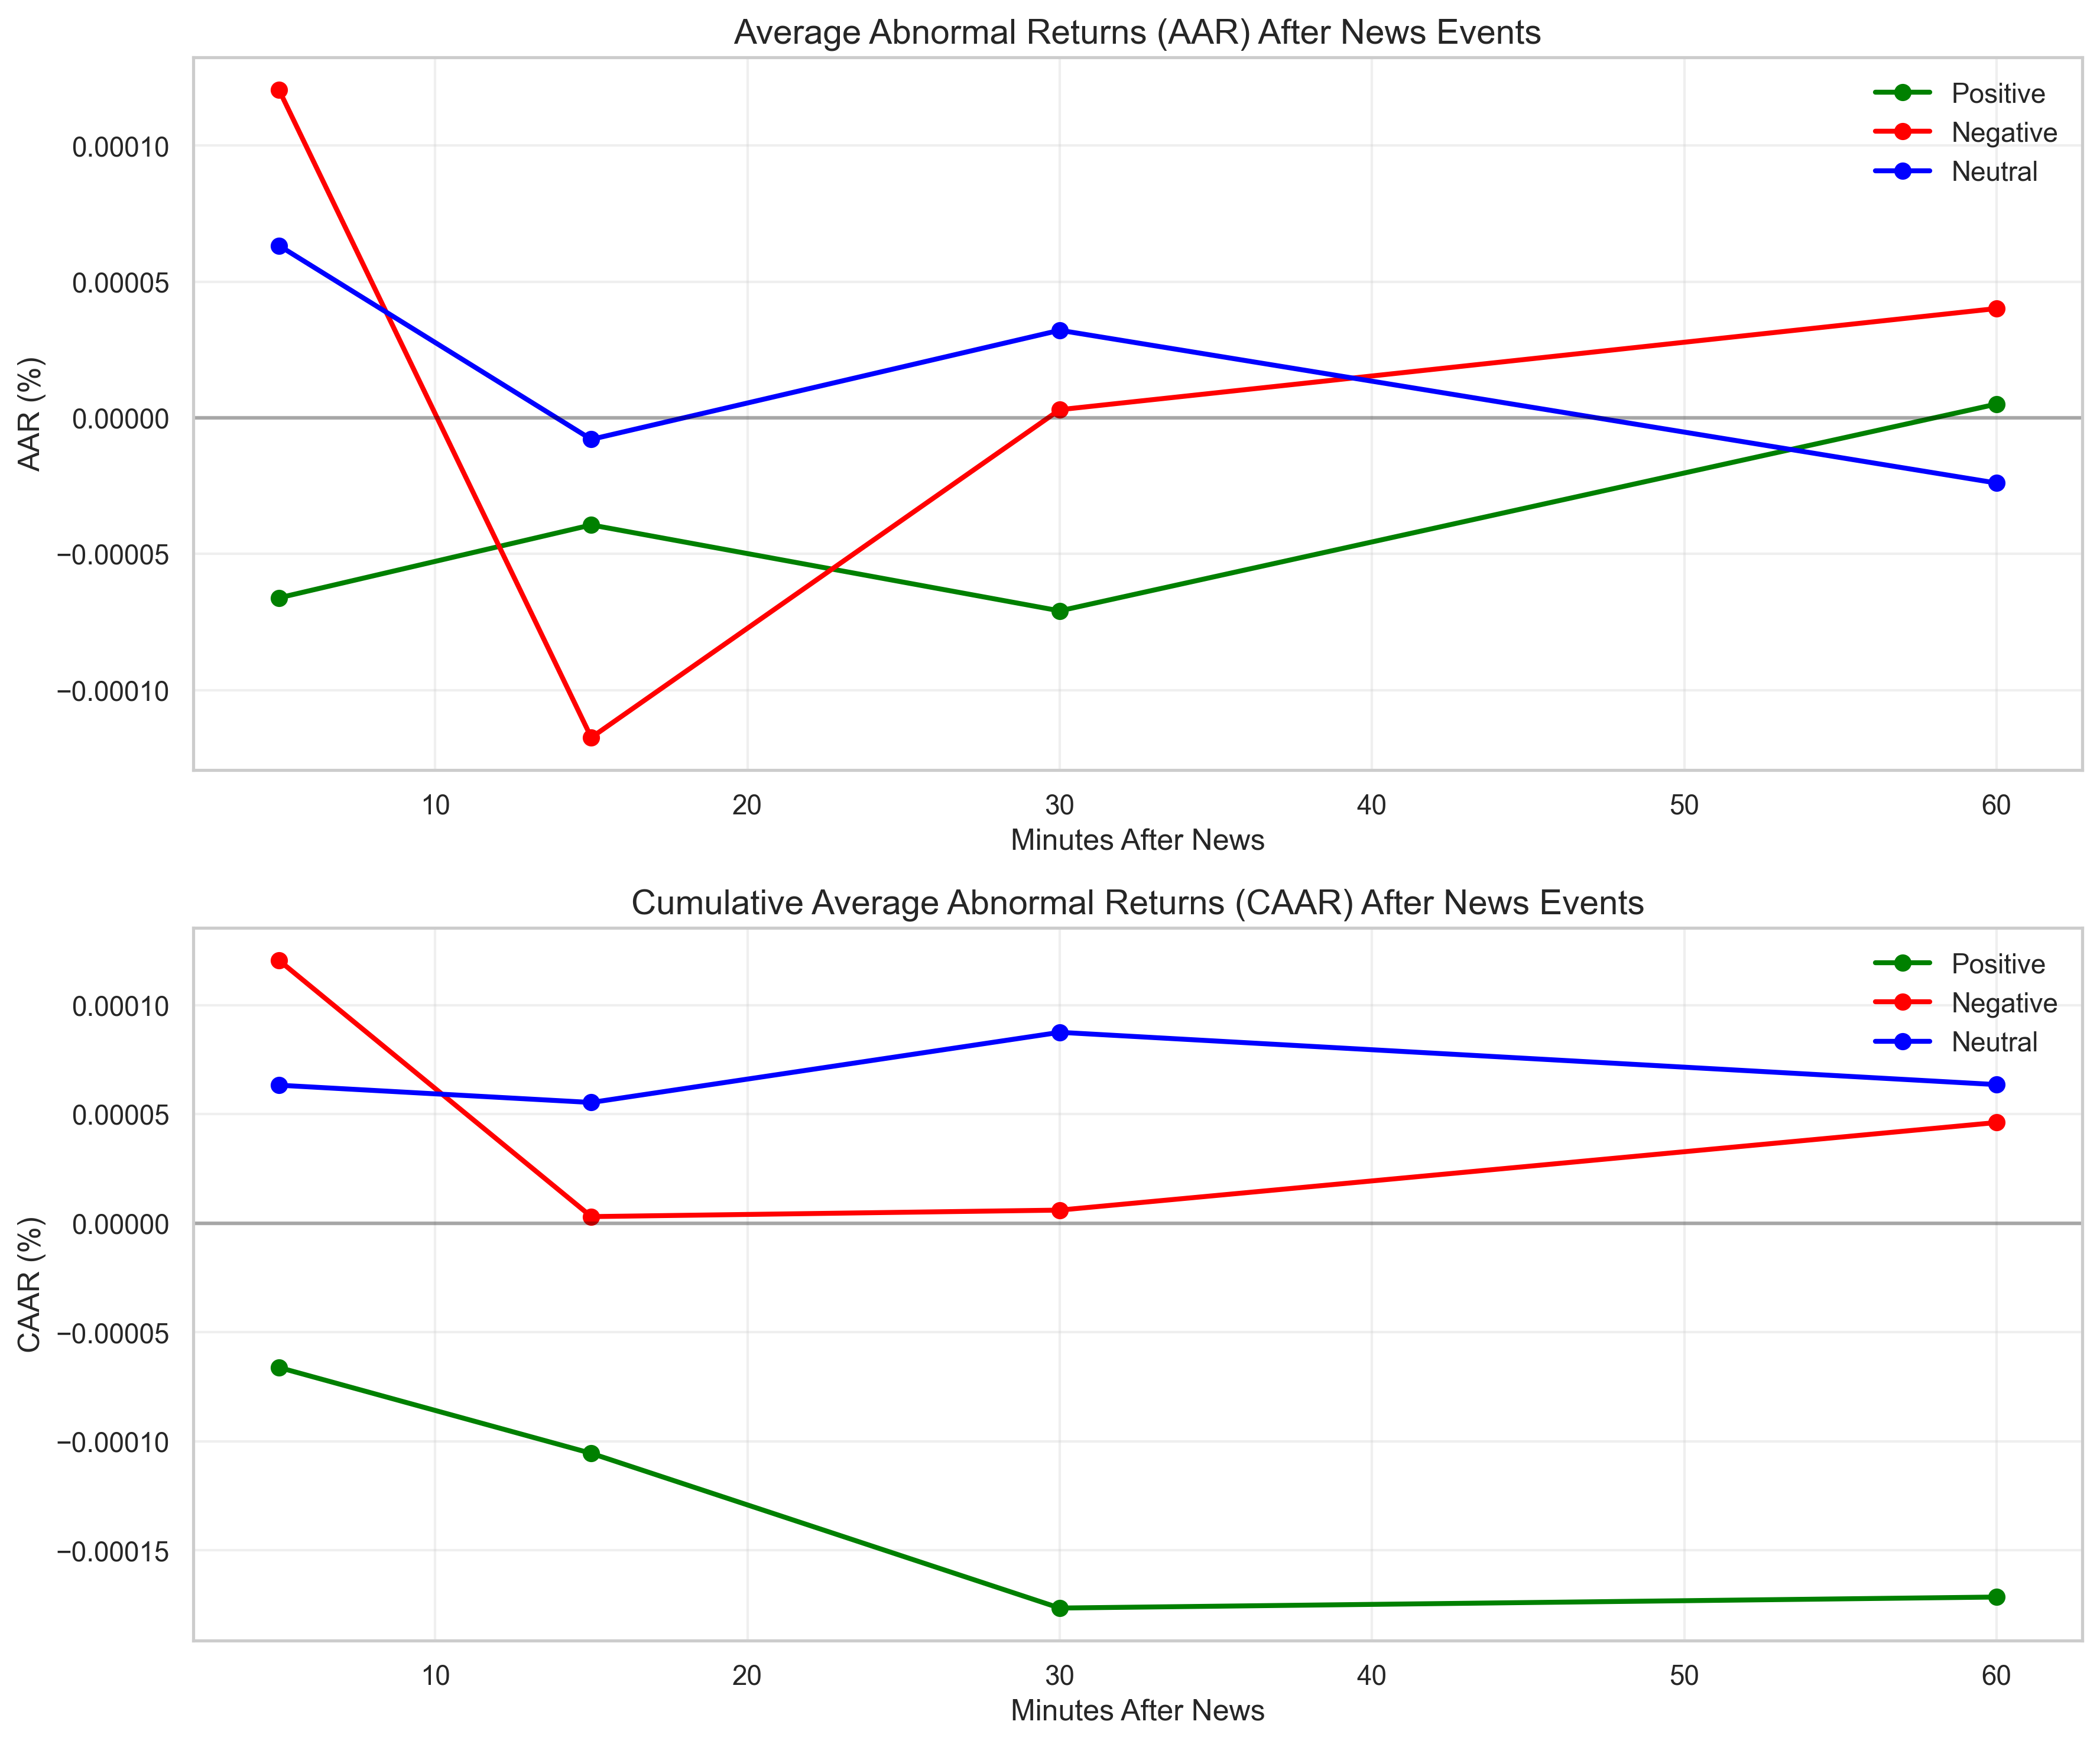 Average Abnormal Returns (AAR) After News Events
Positive
Negative
Neutral
0.00010
0.00005
0.00000
−0.00005
−0.00010
AAR (%)
10 20 30 40 50 60
Minutes After News
Cumulative Average Abnormal Returns (CAAR) After News Events
Positive
Negative
Neutral
0.00010
0.00005
0.00000
−0.00005
−0.00010
−0.00015
CAAR (%)
10 20 30 40 50 60
Minutes After News